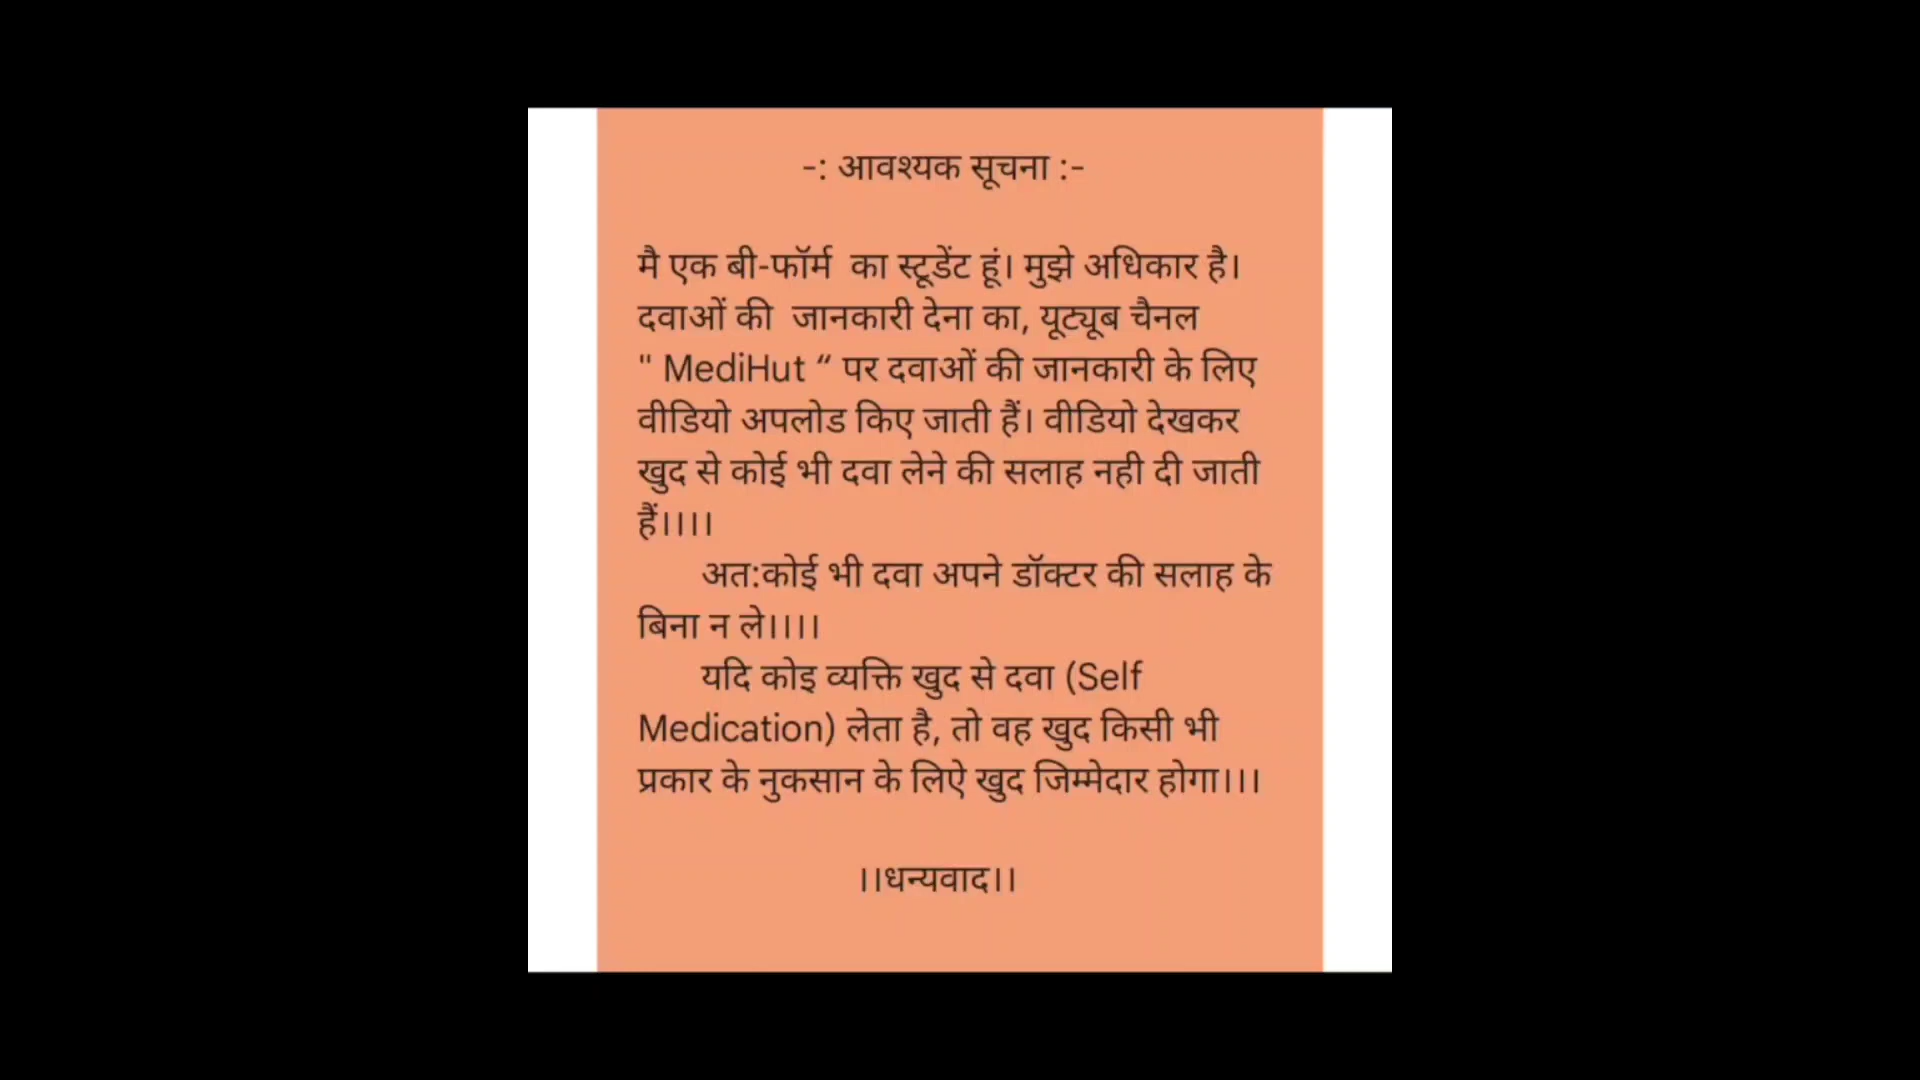 -: आवश्यक सूचना :-
मै एक बी-फॉर्म का स्टूडेंट हूं। मुझे अधिकार है।
दवाओं की जानकारी देना का, यूट्यूब चैनल
" MediHut “ पर दवाओं की जानकारी के लिए
वीडियो अपलोड किए जाती हैं। वीडियो देखकर
खुद से कोई भी दवा लेने की सलाह नही दी जाती
हैं।।।।
अत:कोई भी दवा अपने डॉक्टर की सलाह के
बिना न ले।।।।
यदि कोइ व्यक्ति खुद से दवा (Self
Medication) लेता है, तो वह खुद किसी भी
प्रकार के नुकसान के लिऐ खुद जिम्मेदार होगा।।।
।।धन्यवाद।।